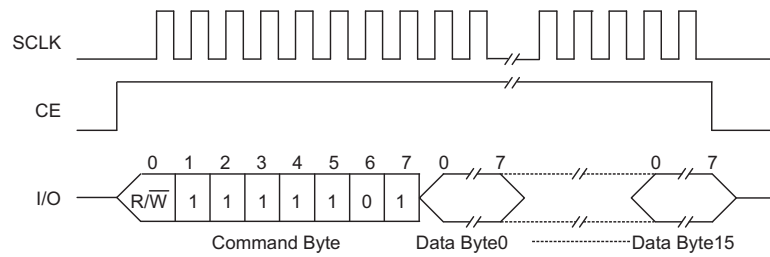 SCLK
CE
0 1 2 3 4 5 6 7 0 7 0 7
I/O R/W̅ 1 1 1 1 1 0 1
Command Byte Data Byte0 Data Byte15